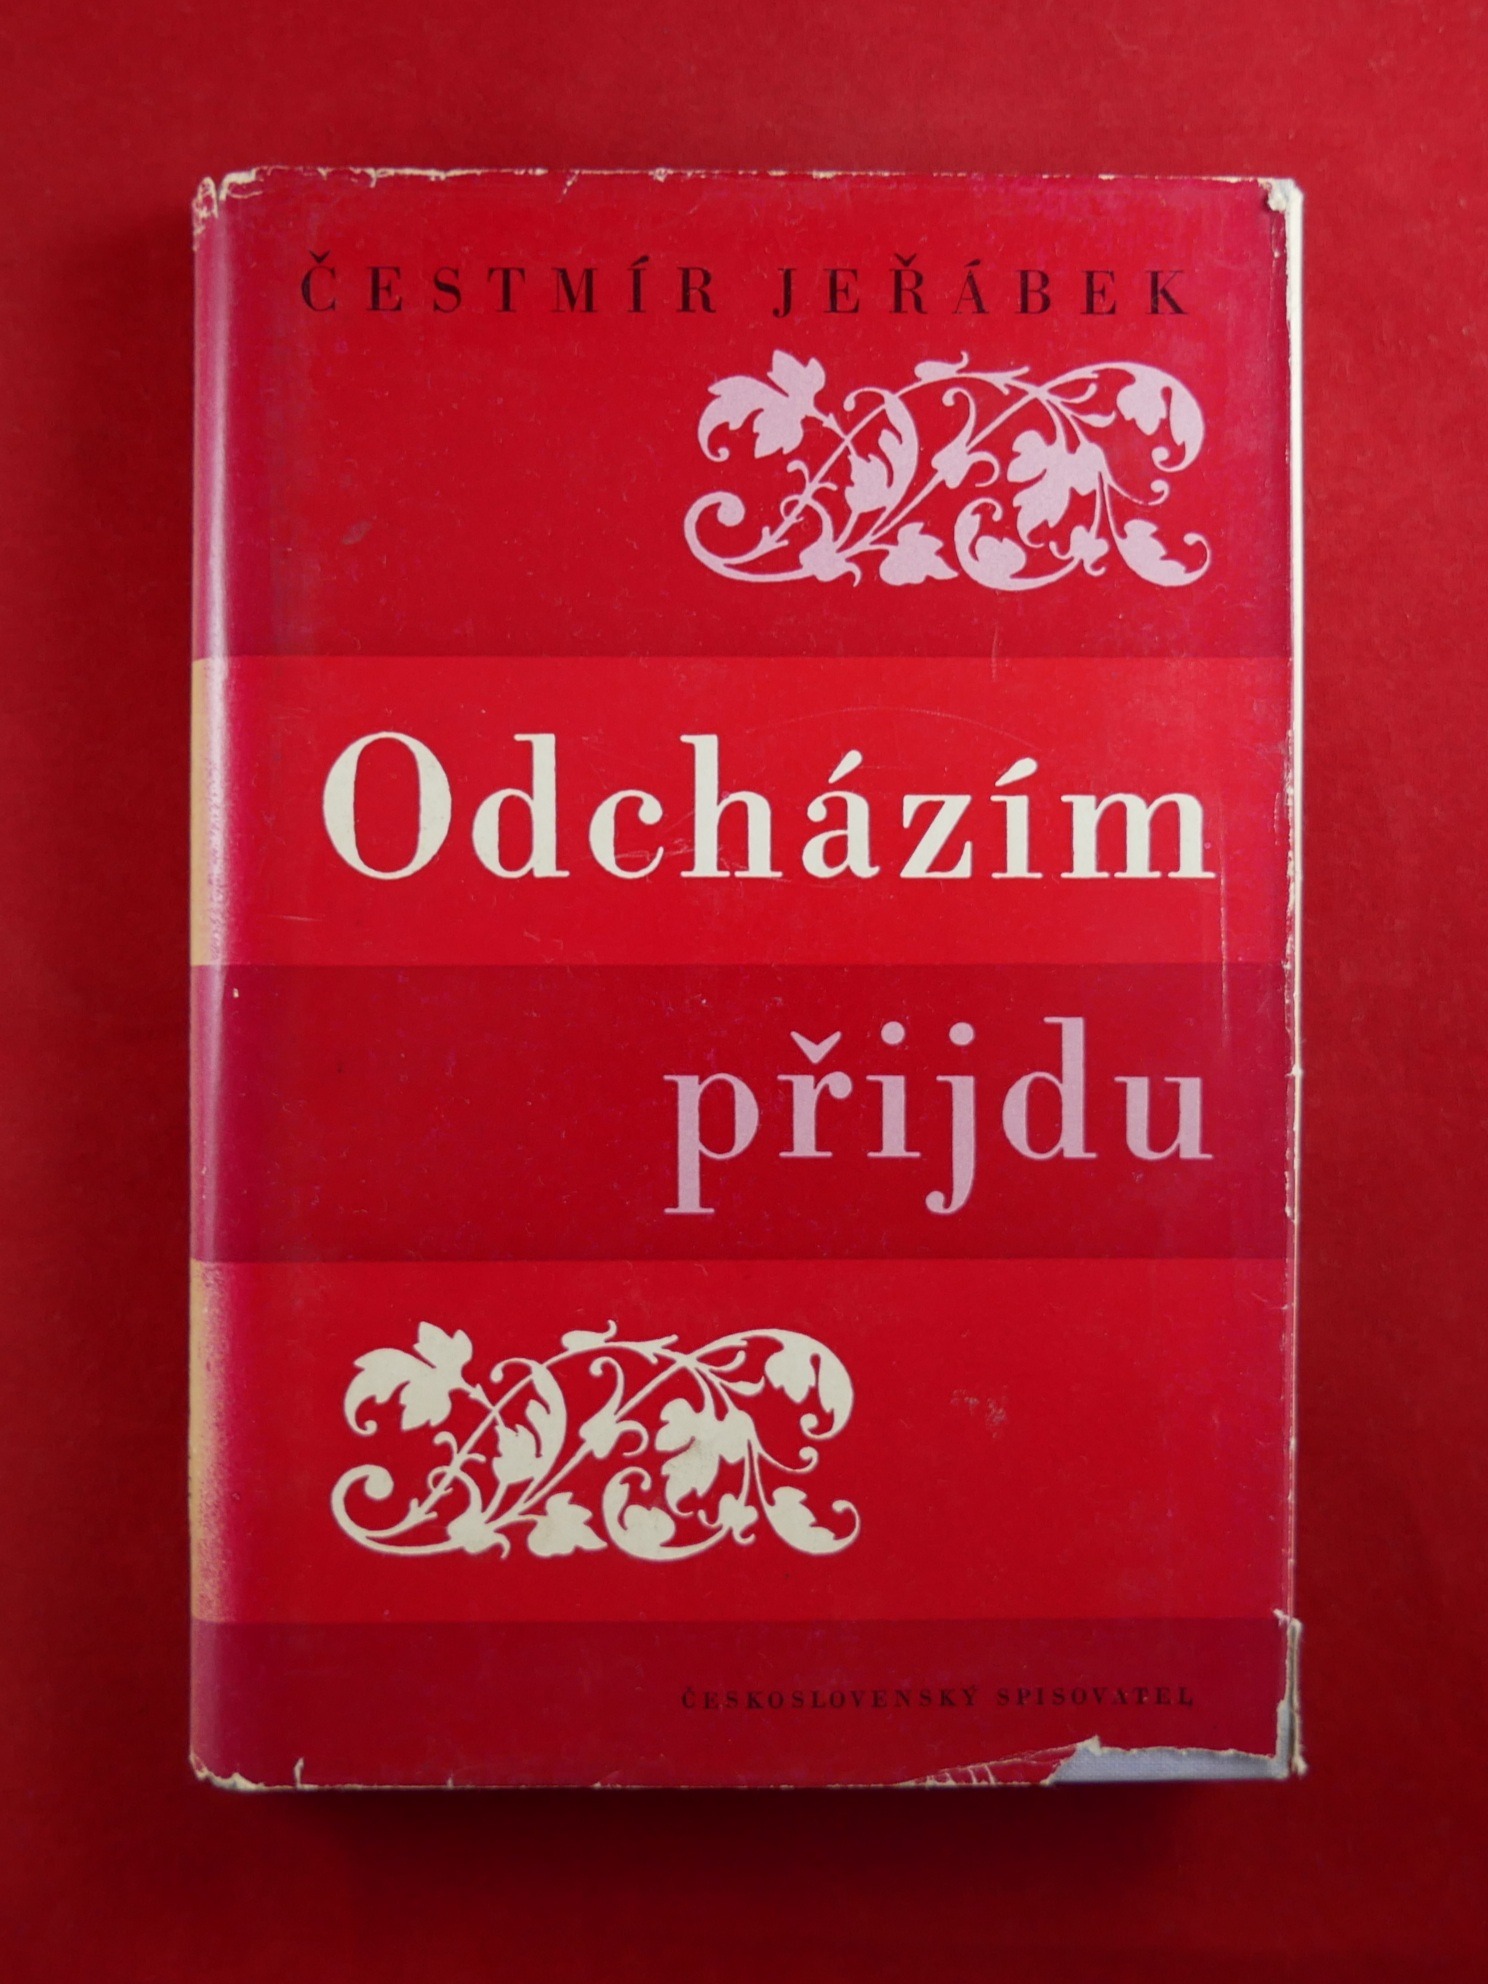 ČESTMÍR JEŘÁBEK
Odcházím
přijdu
ČESKOSLOVENSKÝ SPISOVATEL